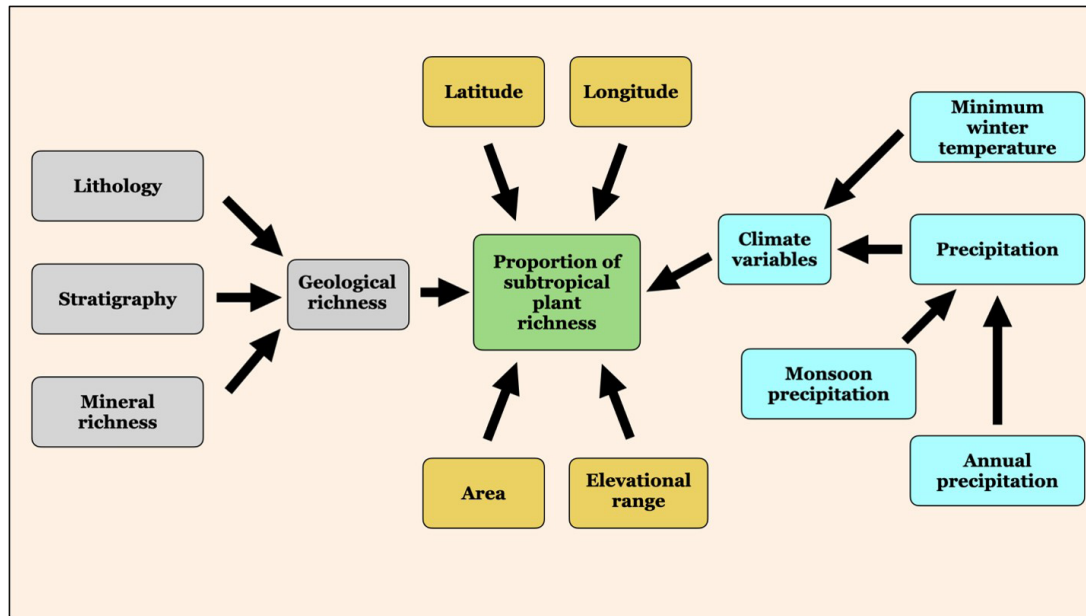 Latitude
Longitude
Minimum
winter
temperature
Lithology
Stratigraphy
Mineral
richness
Geological
richness
Proportion of
subtropical
plant
richness
Climate
variables
Precipitation
Monsoon
precipitation
Annual
precipitation
Area
Elevational
range